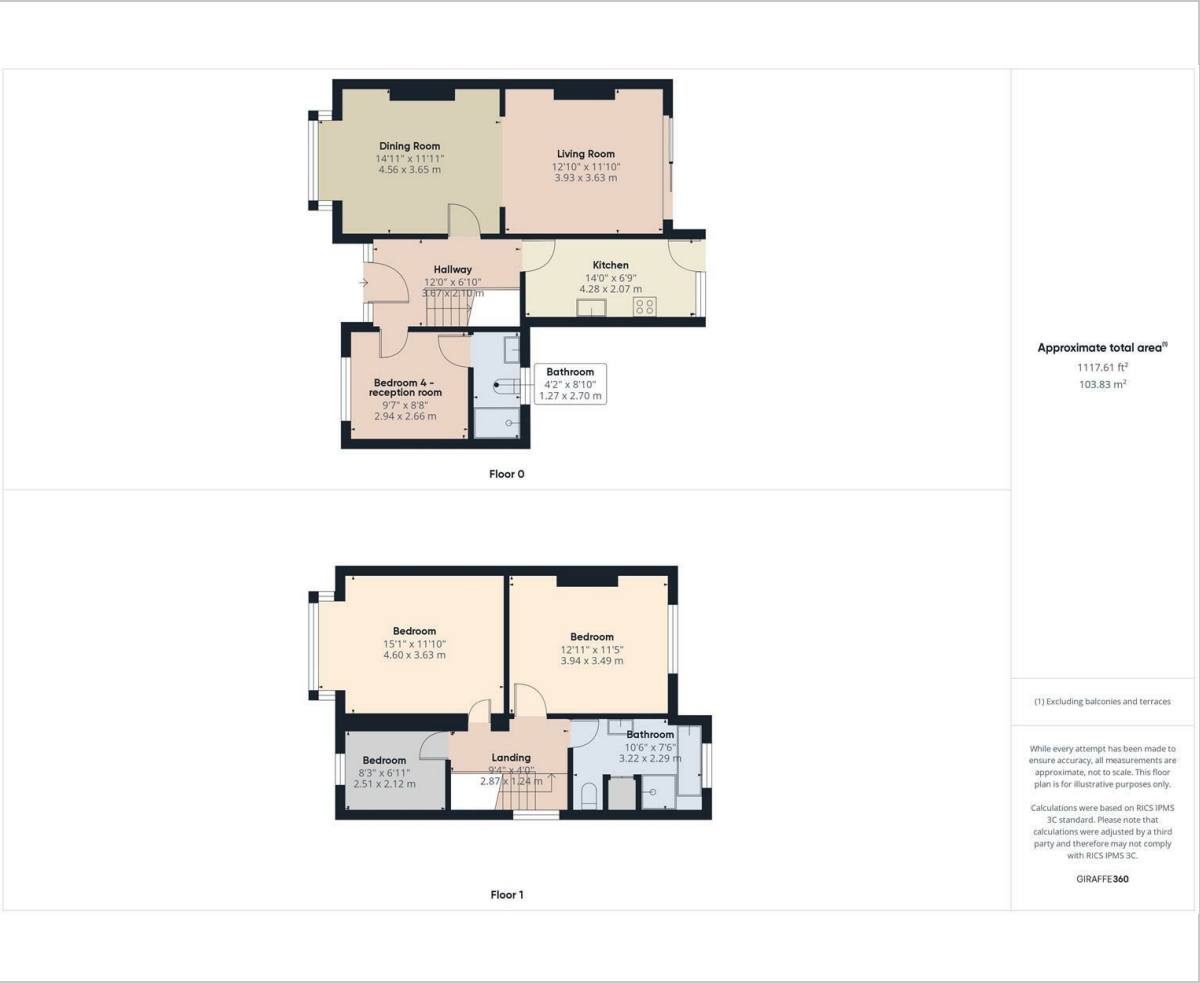 Dining Room
14'11" x 11'11"
4.56 x 3.65 m
Living Room
12'10" x 11'10"
3.93 x 3.63 m
Hallway
12'0" x 6'10"
3.67 x 2.10 m
Kitchen
14'0" x 6'9"
4.28 x 2.07 m
Bedroom 4 -
reception room
9'7" x 8'8"
2.94 x 2.66 m
Bathroom
4'2" x 8'10"
1.27 x 2.70 m
Floor 0
Bedroom
15'1" x 11'10"
4.60 x 3.63 m
Bedroom
12'11" x 11'5"
3.94 x 3.49 m
Bedroom
8'3" x 6'11"
2.51 x 2.12 m
Landing
9'4" x 4'0"
2.87 x 1.24 m
Bathroom
10'6" x 7'6"
3.22 x 2.29 m
Floor 1
Approximate total area(1)
1117.61 ft²
103.83 m²
(1) Excluding balconies and terraces
While every attempt has been made to
ensure accuracy, all measurements are
approximate, not to scale. This floor
plan is for illustrative purposes only.
Calculations were based on RICS IPMS
3C standard. Please note that
calculations were adjusted by a third
party and therefore may not comply
with RICS IPMS 3C.
GIRAFFE360